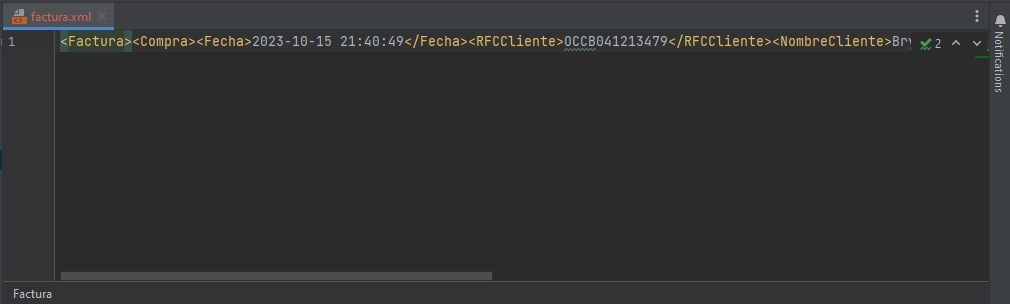 factura.xml
1 <Factura><Compra><Fecha>2023-10-15 21:40:49</Fecha><RFCCliente>OCCB041213479</RFCCliente><NombreCliente>Bry
2
Notifications
Factura